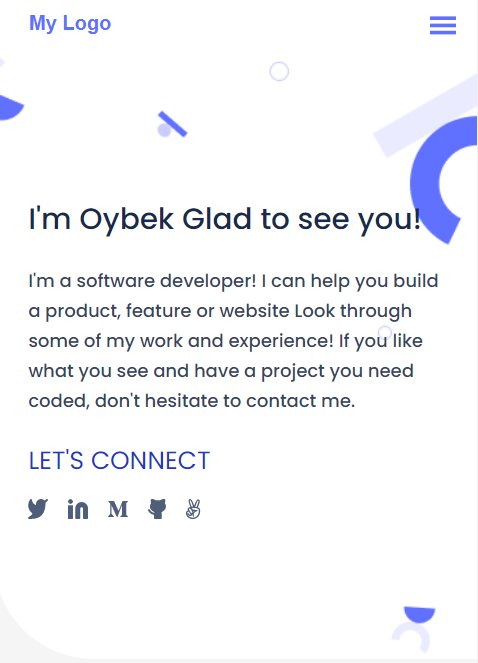 My Logo
I'm Oybek Glad to see you!
I'm a software developer! I can help you build
a product, feature or website Look through
some of my work and experience! If you like
what you see and have a project you need
coded, don't hesitate to contact me.
LET'S CONNECT